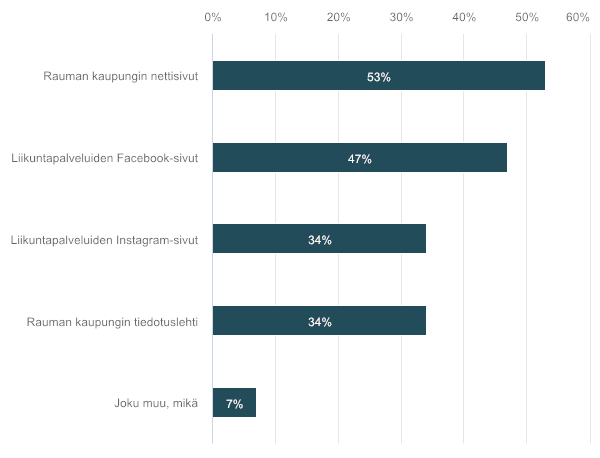 0% 10% 20% 30% 40% 50% 60%
Rauman kaupungin nettisivut 53%
Liikuntapalveluiden Facebook-sivut 47%
Liikuntapalveluiden Instagram-sivut 34%
Rauman kaupungin tiedotuslehti 34%
Joku muu, mikä 7%